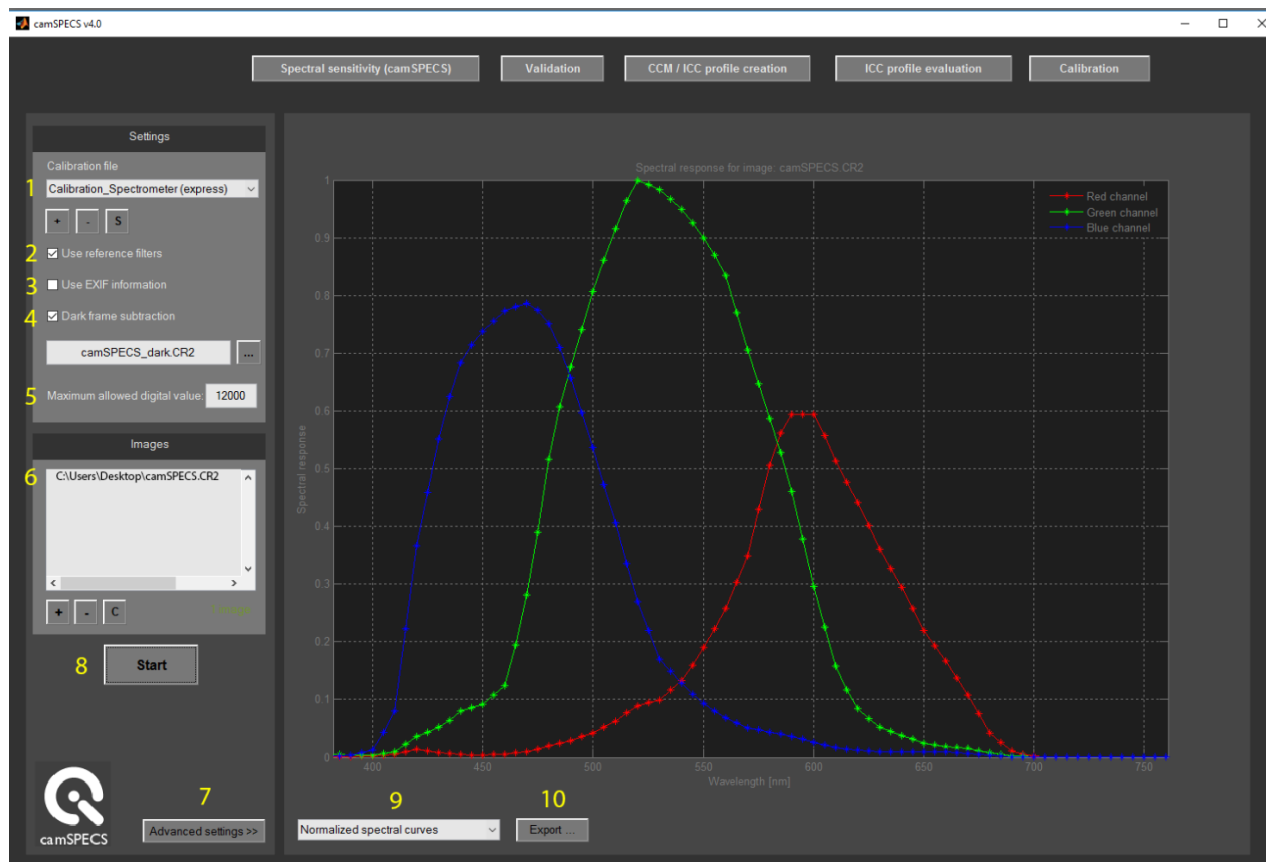 camSPECS v4.0
Spectral sensitivity (camSPECS)
Validation
CCM / ICC profile creation
ICC profile evaluation
Calibration
Settings
Calibration file
1
Calibration_Spectrometer (express)
+
-
S
2
Use reference filters
3
Use EXIF information
4
Dark frame subtraction
camSPECS_dark.CR2
...
5
Maximum allowed digital value:
12000
Images
6
C:\Users\Desktop\camSPECS.CR2
+
-
C
8
Start
camSPECS
7
Advanced settings >>
Spectral response for image: camSPECS.CR2
Red channel
Green channel
Blue channel
1
0.9
0.8
0.7
0.6
0.5
0.4
0.3
0.2
0.1
0
Spectral response
400
450
500
550
600
650
700
750
Wavelength [nm]
9
Normalized spectral curves
10
Export ...